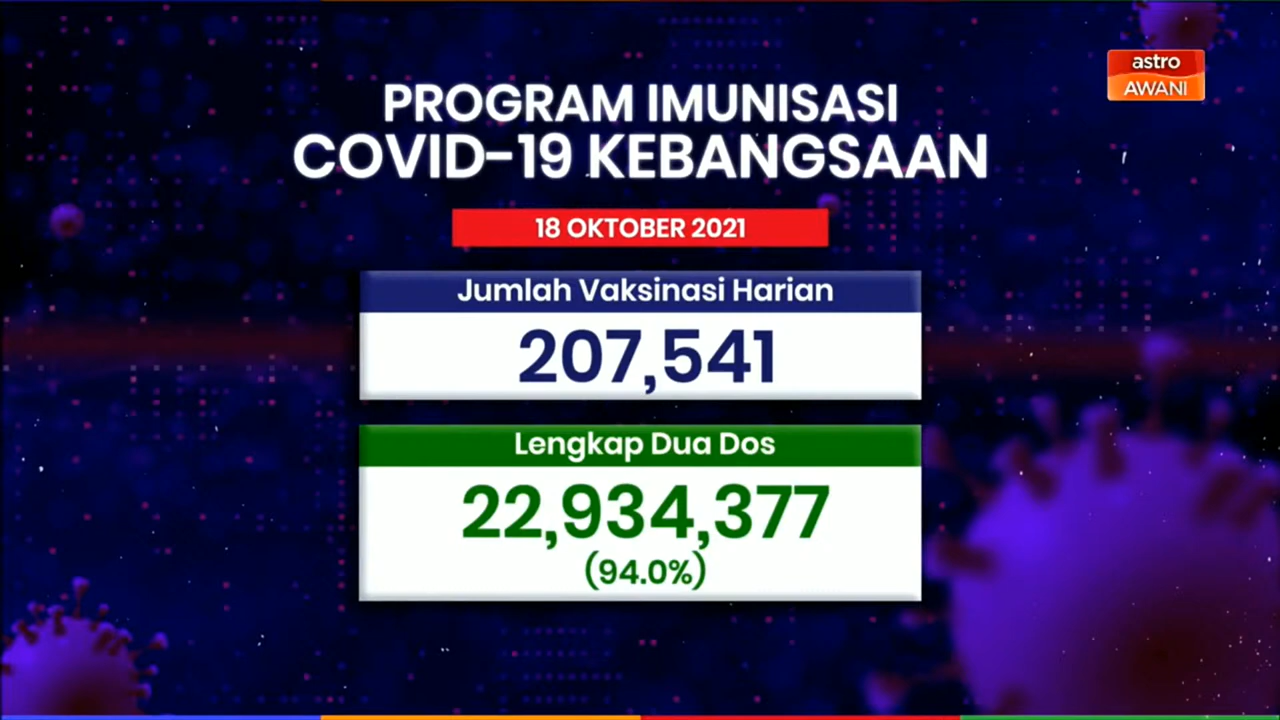 astro
AWANI
PROGRAM IMUNISASI
COVID-19 KEBANGSAAN
18 OKTOBER 2021
Jumlah Vaksinasi Harian
207,541
Lengkap Dua Dos
22,934,377
(94.0%)